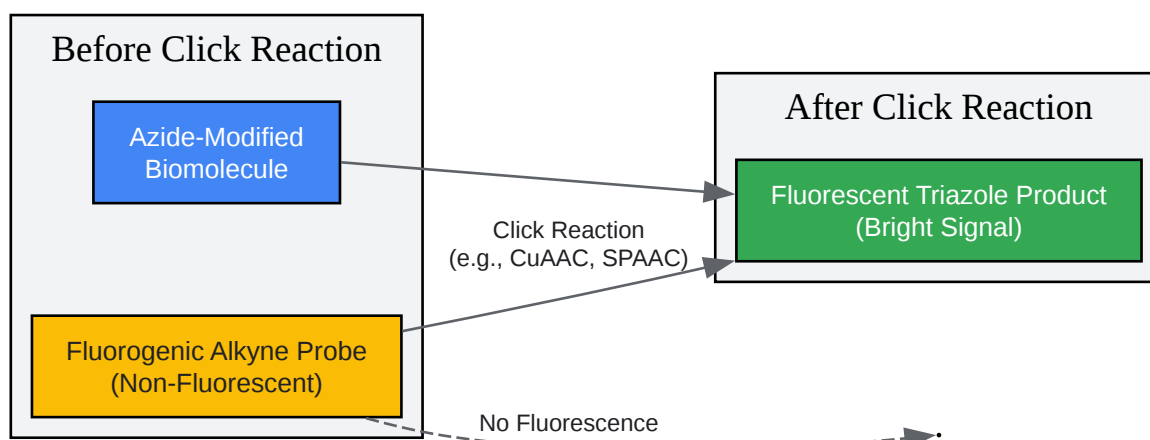 Before Click Reaction
Azide-Modified
Biomolecule
Fluorogenic Alkyne Probe
(Non-Fluorescent)
Click Reaction
(e.g., CuAAC, SPAAC)
No Fluorescence
After Click Reaction
Fluorescent Triazole Product
(Bright Signal)